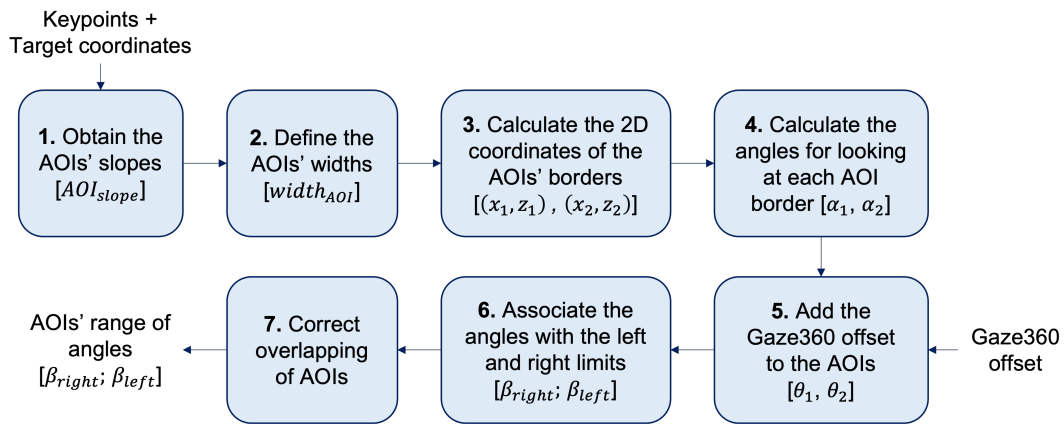 Keypoints +
Target coordinates
1. Obtain the
AOIs' slopes
[AOI_slope]
2. Define the
AOIs' widths
[width_AOI]
3. Calculate the 2D
coordinates of the
AOIs' borders
[(x₁, z₁) , (x₂, z₂)]
4. Calculate the
angles for looking
at each AOI
border [α₁, α₂]
5. Add the
Gaze360 offset
to the AOIs
[θ₁, θ₂]
Gaze360
offset
6. Associate the
angles with the left
and right limits
[β_right; β_left]
7. Correct
overlapping
of AOIs
AOIs' range of
angles
[β_right; β_left]